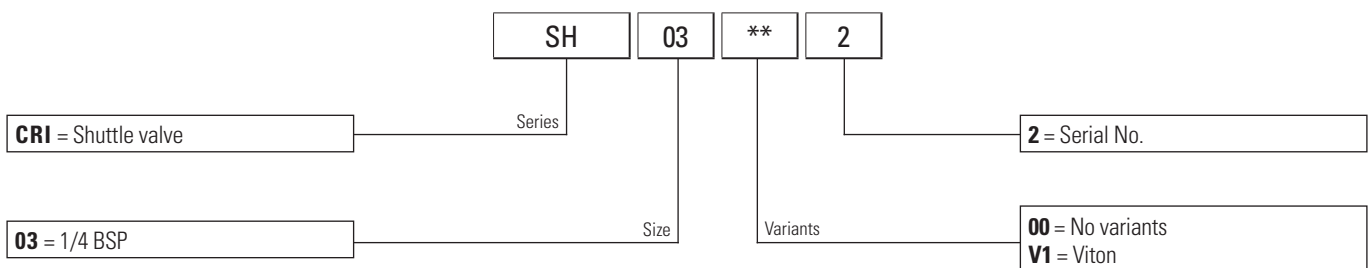 SH 03 ** 2
Series
CRI = Shuttle valve
2 = Serial No.
Size
Variants
03 = 1/4 BSP
00 = No variants
V1 = Viton